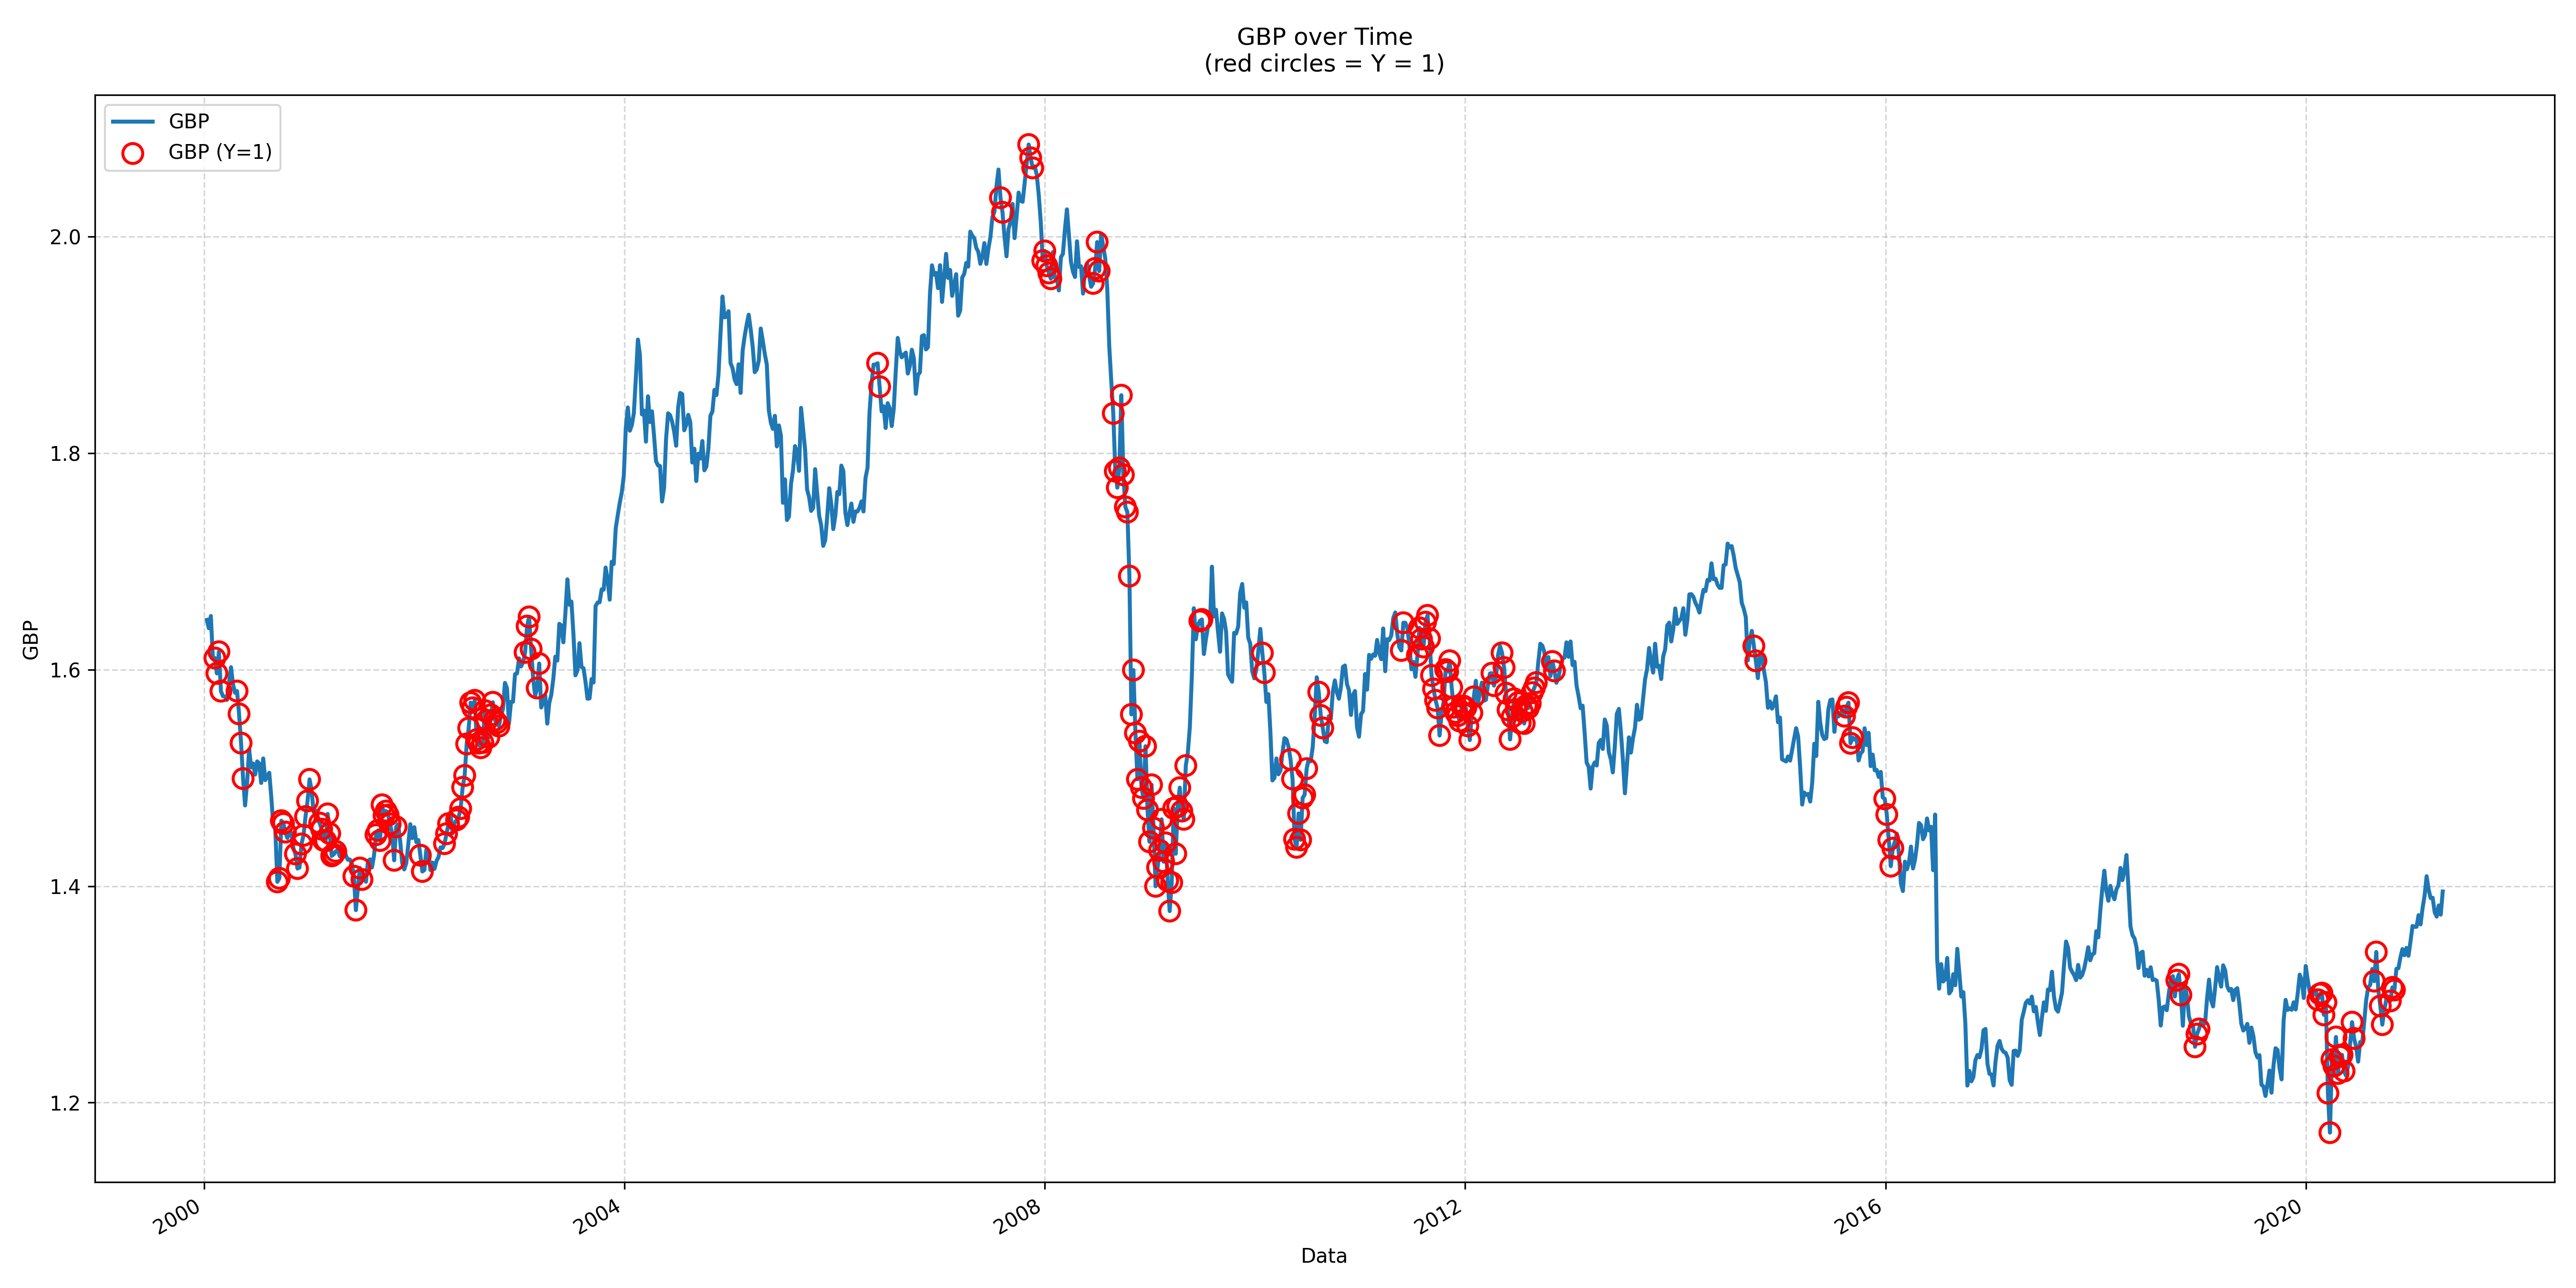 GBP over Time
(red circles = Y = 1)
GBP
GBP (Y=1)
GBP
2.0
1.8
1.6
1.4
1.2
2000
2004
2008
2012
2016
2020
Data